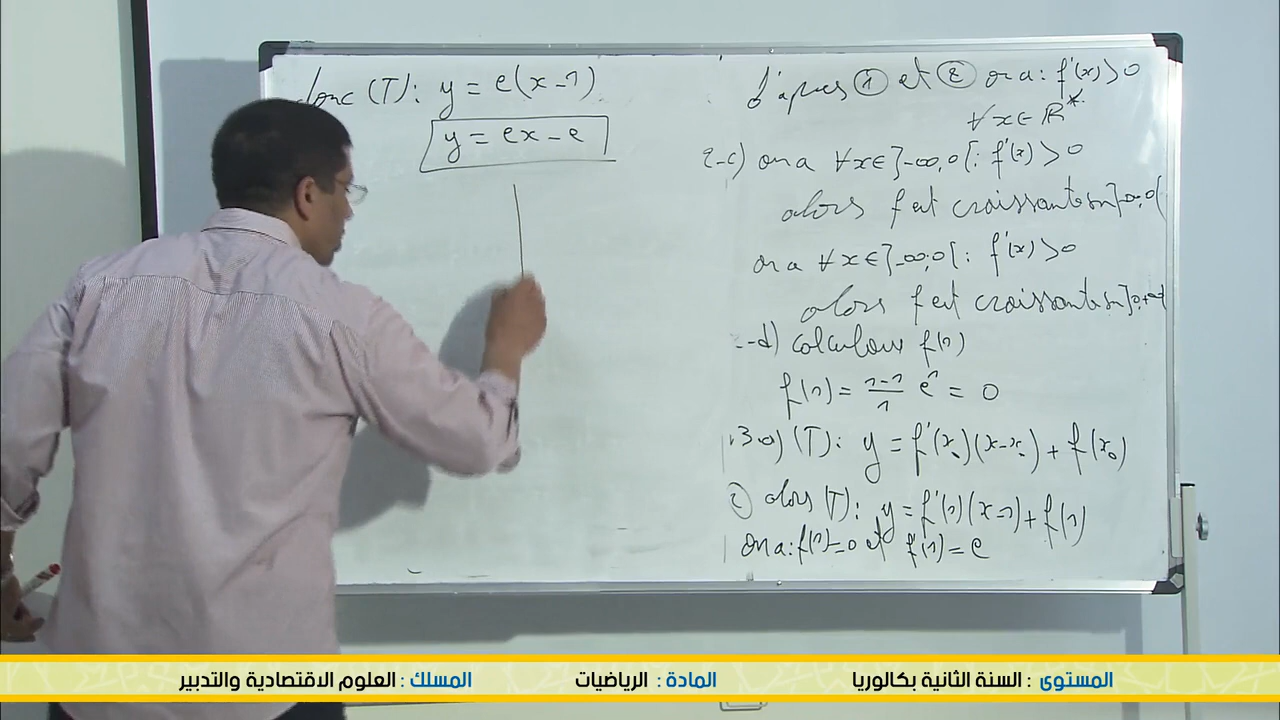 donc (T): y = e(x-1)
y = ex - e
d'après ① et ② on a: f'(x) > 0
∀x∈ℝ*
2-c) on a ∀x∈]-∞,0[: f'(x) > 0
alors f est croissante sur ]-∞,0[
on a ∀x∈]-∞,0[: f'(x) > 0
alors f est croissante sur ]0,+∞[
-d) calculons f(1)
f(1) = \frac{1-1}{1} e^1 = 0
3-a) (T): y = f'(x₀)(x-x₀) + f(x₀)
alors (T): y = f'(1)(x-1) + f(1)
on a: f(1)=0 et f'(1) = e
المستوى : السنة الثانية بكالوريا المادة : الرياضيات المسلك : العلوم الاقتصادية والتدبير